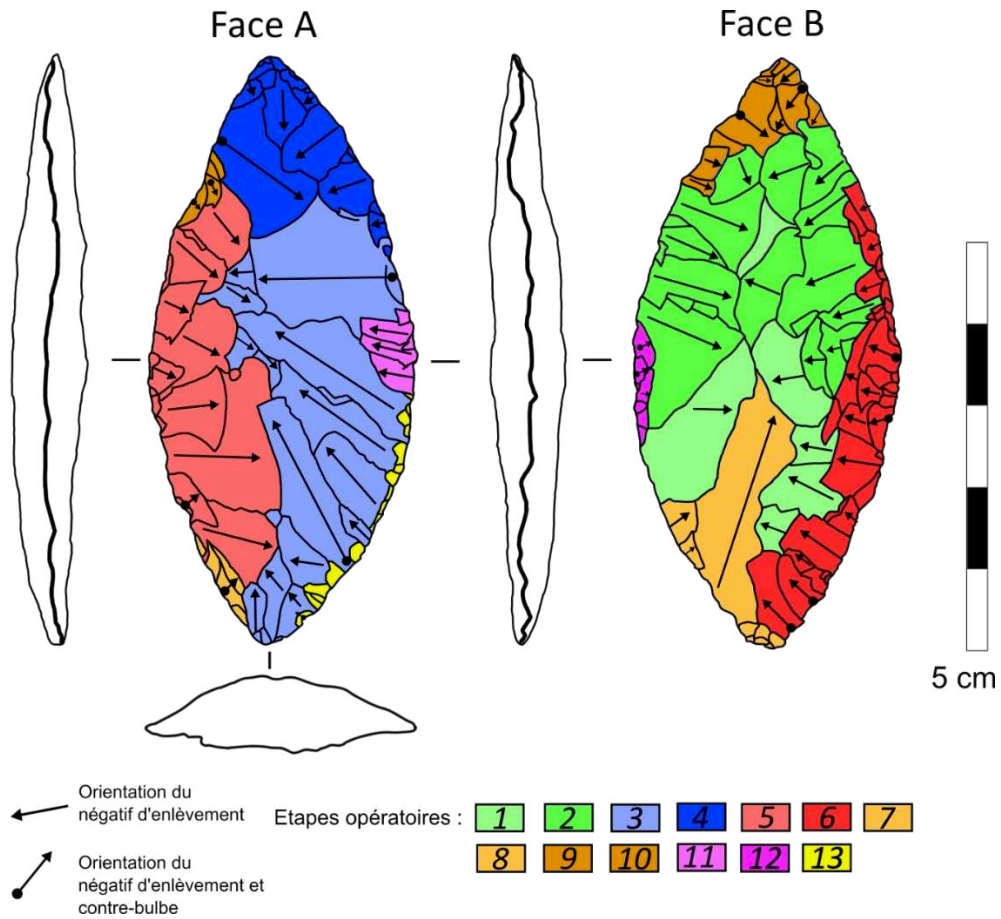 Face A
Face B
5 cm
Orientation du
négatif d'enlèvement
Etapes opératoires :
1 2 3 4 5 6 7
8 9 10 11 12 13
Orientation du
négatif d'enlèvement et
contre-bulbe